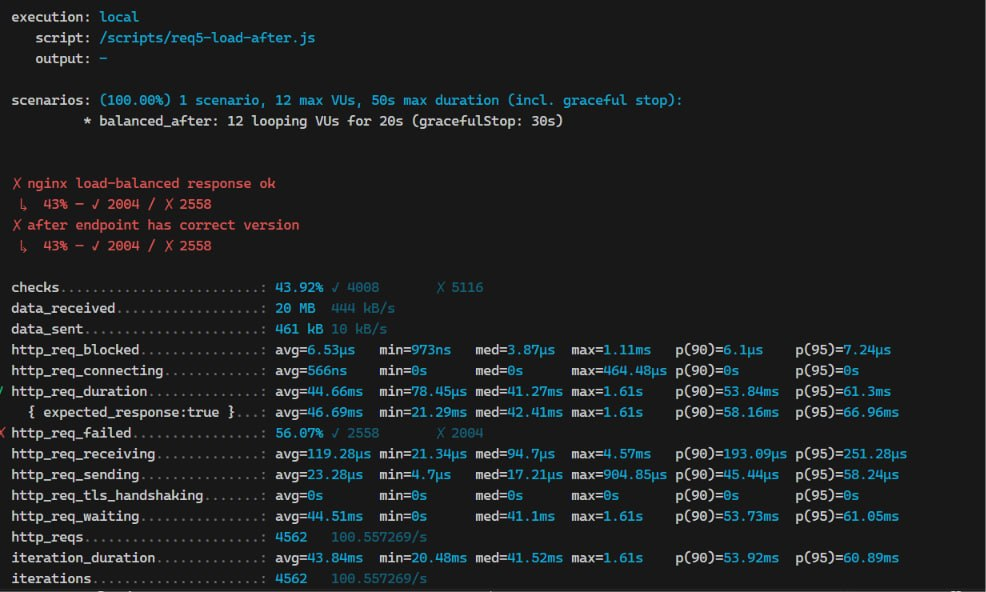 execution: local
script: /scripts/req5-load-after.js
output: -
scenarios: (100.00%) 1 scenario, 12 max VUs, 50s max duration (incl. graceful stop):
* balanced_after: 12 looping VUs for 20s (gracefulStop: 30s)
✗ nginx load-balanced response ok
↳ 43% — ✓ 2004 / ✗ 2558
✗ after endpoint has correct version
↳ 43% — ✓ 2004 / ✗ 2558
checks.........................: 43.92% ✓ 4008 ✗ 5116
data_received..................: 20 MB 444 kB/s
data_sent......................: 461 kB 10 kB/s
http_req_blocked...............: avg=6.53µs min=973ns med=3.87µs max=1.11ms p(90)=6.1µs p(95)=7.24µs
http_req_connecting............: avg=566ns min=0s med=0s max=464.48µs p(90)=0s p(95)=0s
✓ http_req_duration..............: avg=44.66ms min=78.45µs med=41.27ms max=1.61s p(90)=53.84ms p(95)=61.3ms
{ expected_response:true }...: avg=46.69ms min=21.29ms med=42.41ms max=1.61s p(90)=58.16ms p(95)=66.96ms
✗ http_req_failed................: 56.07% ✓ 2558 ✗ 2004
http_req_receiving.............: avg=119.28µs min=21.34µs med=94.7µs max=4.57ms p(90)=193.09µs p(95)=251.28µs
http_req_sending...............: avg=23.28µs min=4.7µs med=17.21µs max=904.85µs p(90)=45.44µs p(95)=58.24µs
http_req_tls_handshaking.......: avg=0s min=0s med=0s max=0s p(90)=0s p(95)=0s
http_req_waiting...............: avg=44.51ms min=0s med=41.1ms max=1.61s p(90)=53.73ms p(95)=61.05ms
http_reqs......................: 4562 100.557269/s
iteration_duration.............: avg=43.84ms min=20.48ms med=41.52ms max=1.61s p(90)=53.92ms p(95)=60.89ms
iterations.....................: 4562 100.557269/s